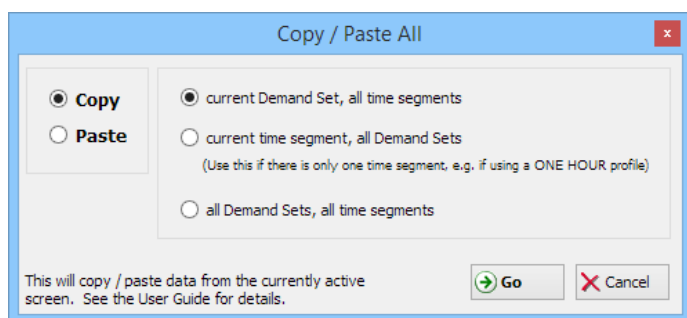 Copy / Paste All
x
Copy
Paste
current Demand Set, all time segments
current time segment, all Demand Sets
(Use this if there is only one time segment, e.g. if using a ONE HOUR profile)
all Demand Sets, all time segments
This will copy / paste data from the currently active
screen. See the User Guide for details.
Go
Cancel